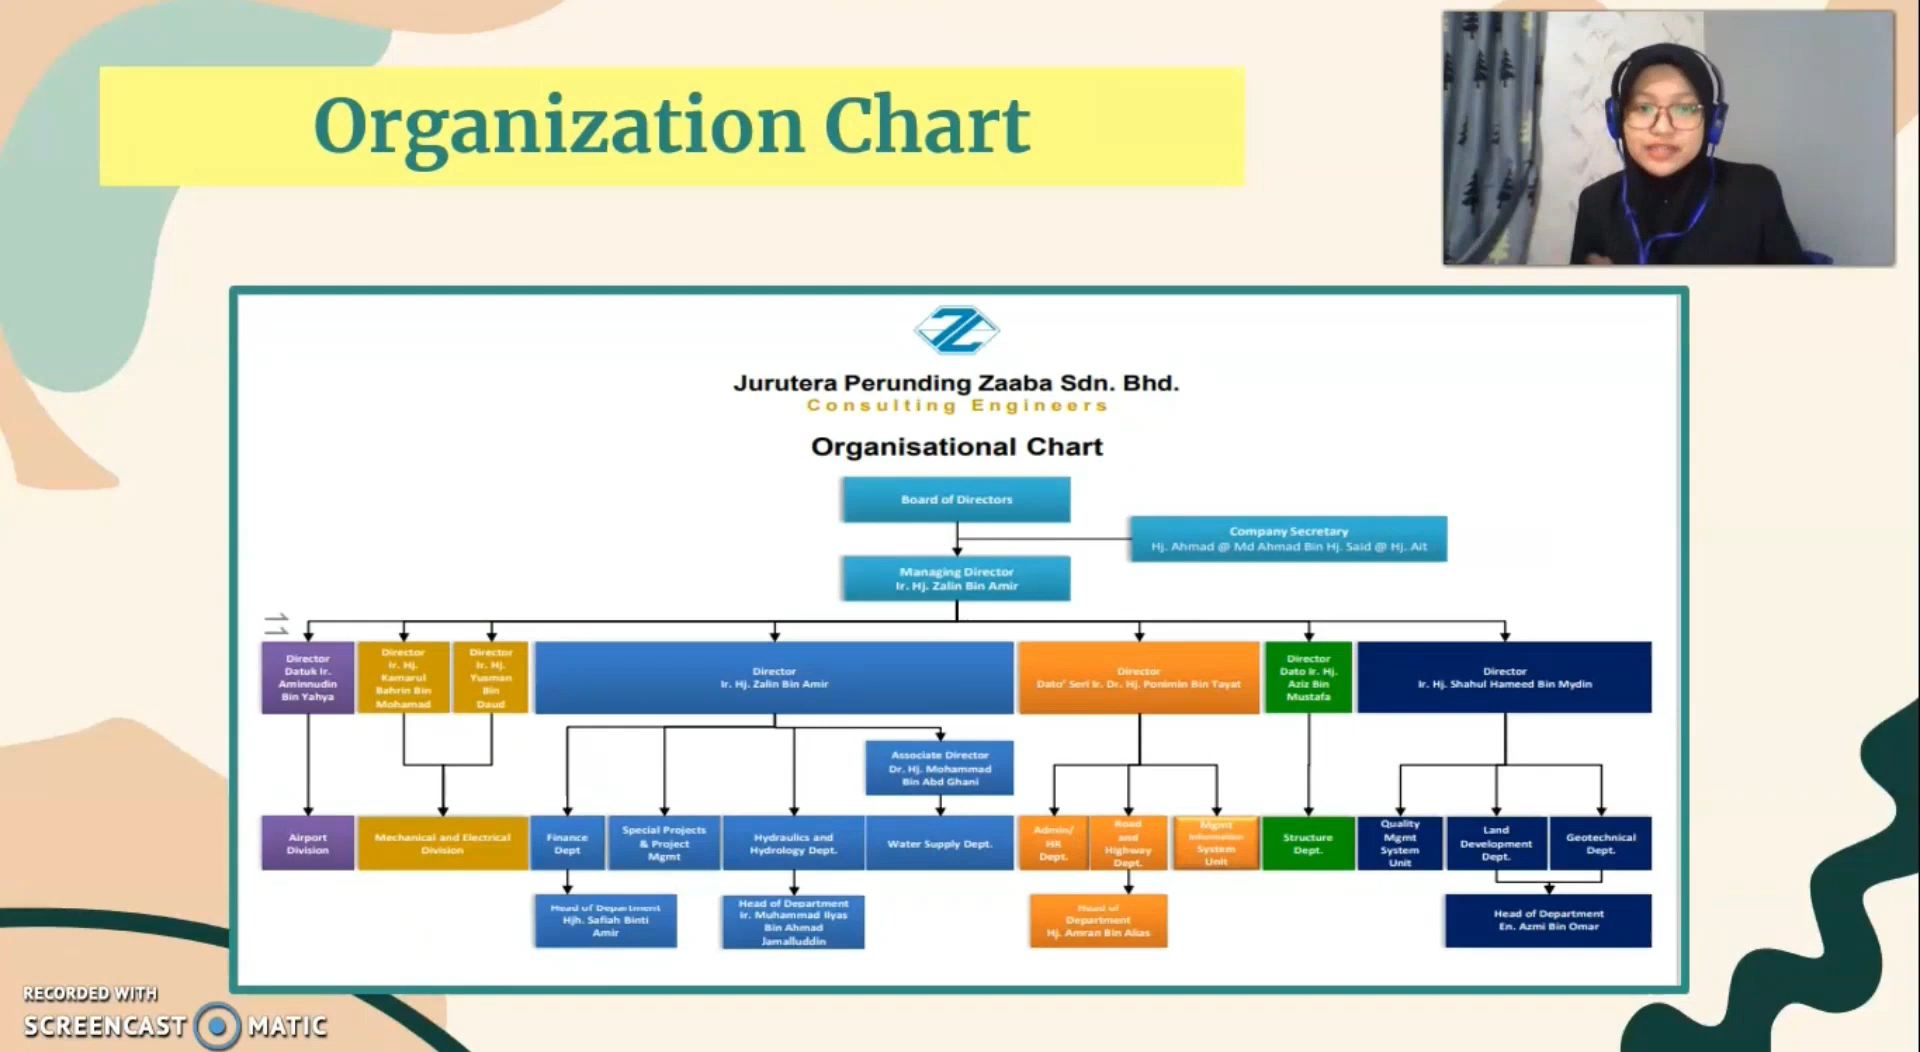 Organization Chart
Jurutera Perunding Zaaba Sdn. Bhd.
Consulting Engineers
Organisational Chart
Board of Directors
Company Secretary
Hj. Ahmad @ Md Ahmad Bin Hj. Said @ Hj. Ait
Managing Director
Ir. Hj. Zalin Bin Amir
11
Director
Datuk Ir.
Aminnudin
Bin Yahya
Director
Ir. Hj.
Kamarul
Bahrin Bin
Mohamad
Director
Ir. Hj.
Yusman
Bin
Daud
Director
Ir. Hj. Zalin Bin Amir
Director
Dato' Seri Ir. Dr. Hj. Ponimin Bin Tayat
Director
Dato Ir. Hj.
Aziz Bin
Mustafa
Director
Ir. Hj. Shahul Hameed Bin Mydin
Associate Director
Dr. Hj. Mohammad
Bin Abd Ghani
Airport
Division
Mechanical and Electrical
Division
Finance
Dept
Special Projects
& Project
Mgmt
Hydraulics and
Hydrology Dept.
Water Supply Dept.
Admin/
HR
Dept.
Road
and
Highway
Dept.
Mgmt
Information
System
Unit
Structure
Dept.
Quality
Mgmt
System
Unit
Land
Development
Dept.
Geotechnical
Dept.
Head of Department
Hjh. Safiah Binti
Amir
Head of Department
Ir. Muhammad Ilyas
Bin Ahmad
Jamalluddin
Head of
Department
Hj. Amran Bin Alias
Head of Department
En. Azmi Bin Omar
RECORDED WITH
SCREENCAST MATIC